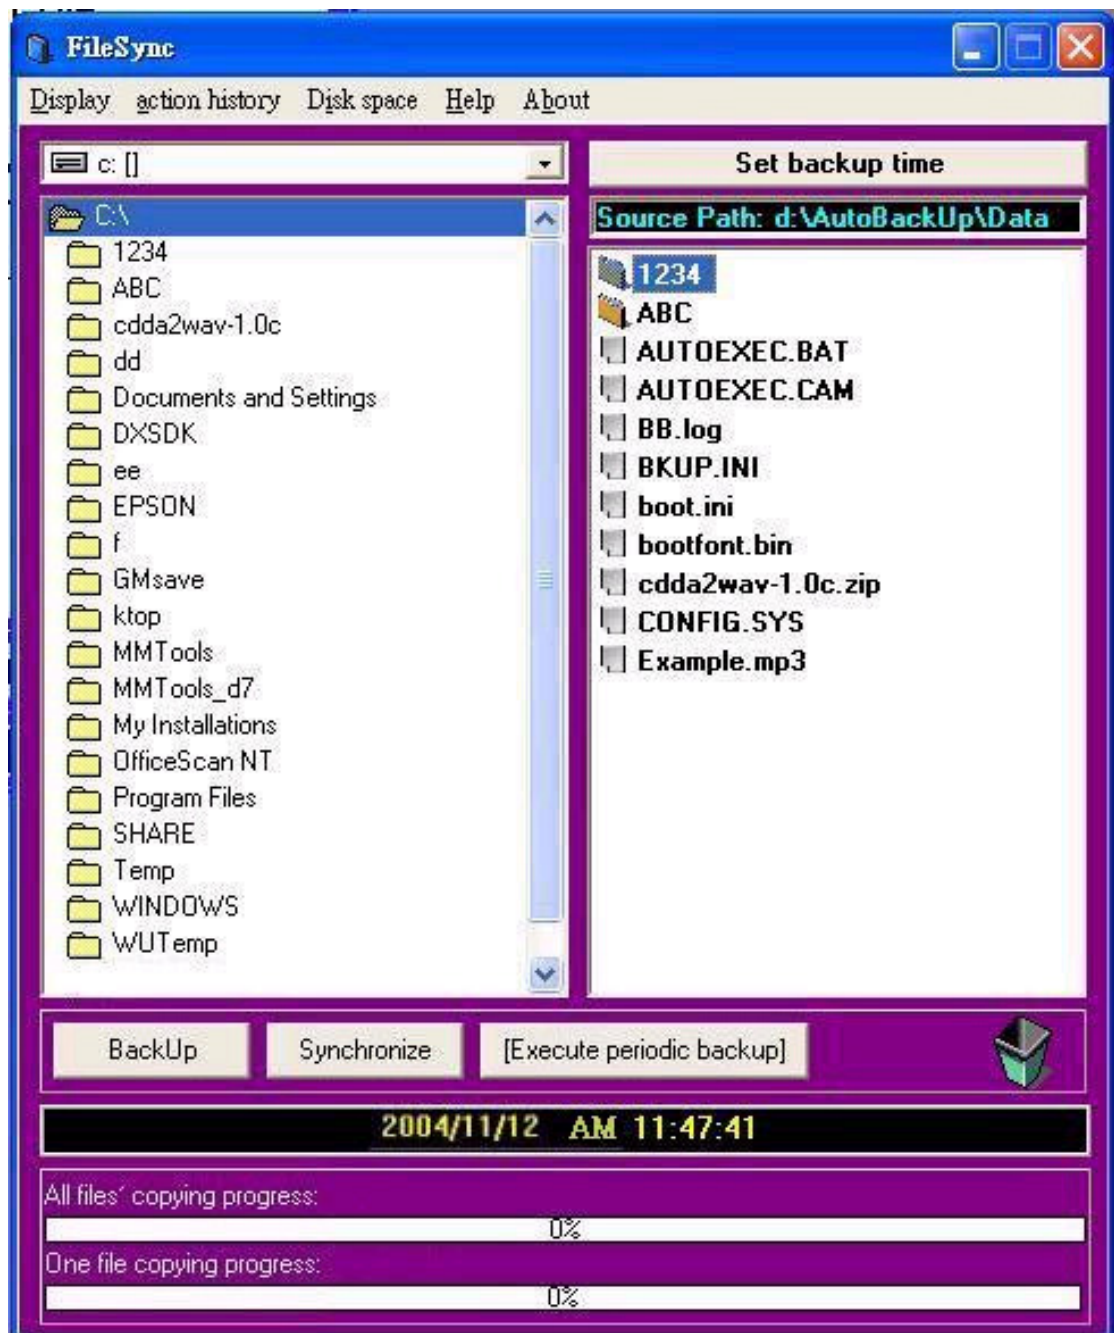 FileSync
Display action history Disk space Help About
c: []
Set backup time
C:\
1234
ABC
cdda2wav-1.0c
dd
Documents and Settings
DXSDK
ee
EPSON
f
GMsave
ktop
MMTools
MMTools_d7
My Installations
OfficeScan NT
Program Files
SHARE
Temp
WINDOWS
WUTemp
Source Path: d:\AutoBackUp\Data
1234
ABC
AUTOEXEC.BAT
AUTOEXEC.CAM
BB.log
BKUP.INI
boot.ini
bootfont.bin
cdda2wav-1.0c.zip
CONFIG.SYS
Example.mp3
BackUp Synchronize [Execute periodic backup]
2004/11/12 AM 11:47:41
All files' copying progress:
0%
One file copying progress:
0%